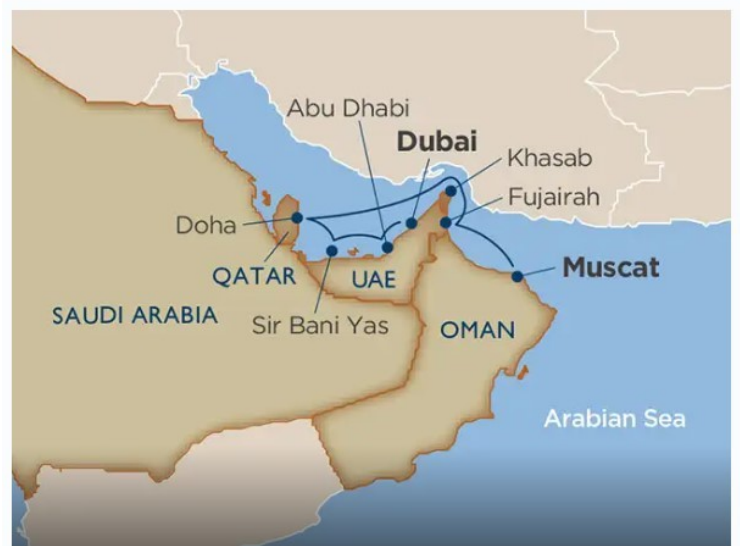 Abu Dhabi
Dubai
Khasab
Fujairah
Doha
Muscat
QATAR
UAE
SAUDI ARABIA
Sir Bani Yas
OMAN
Arabian Sea